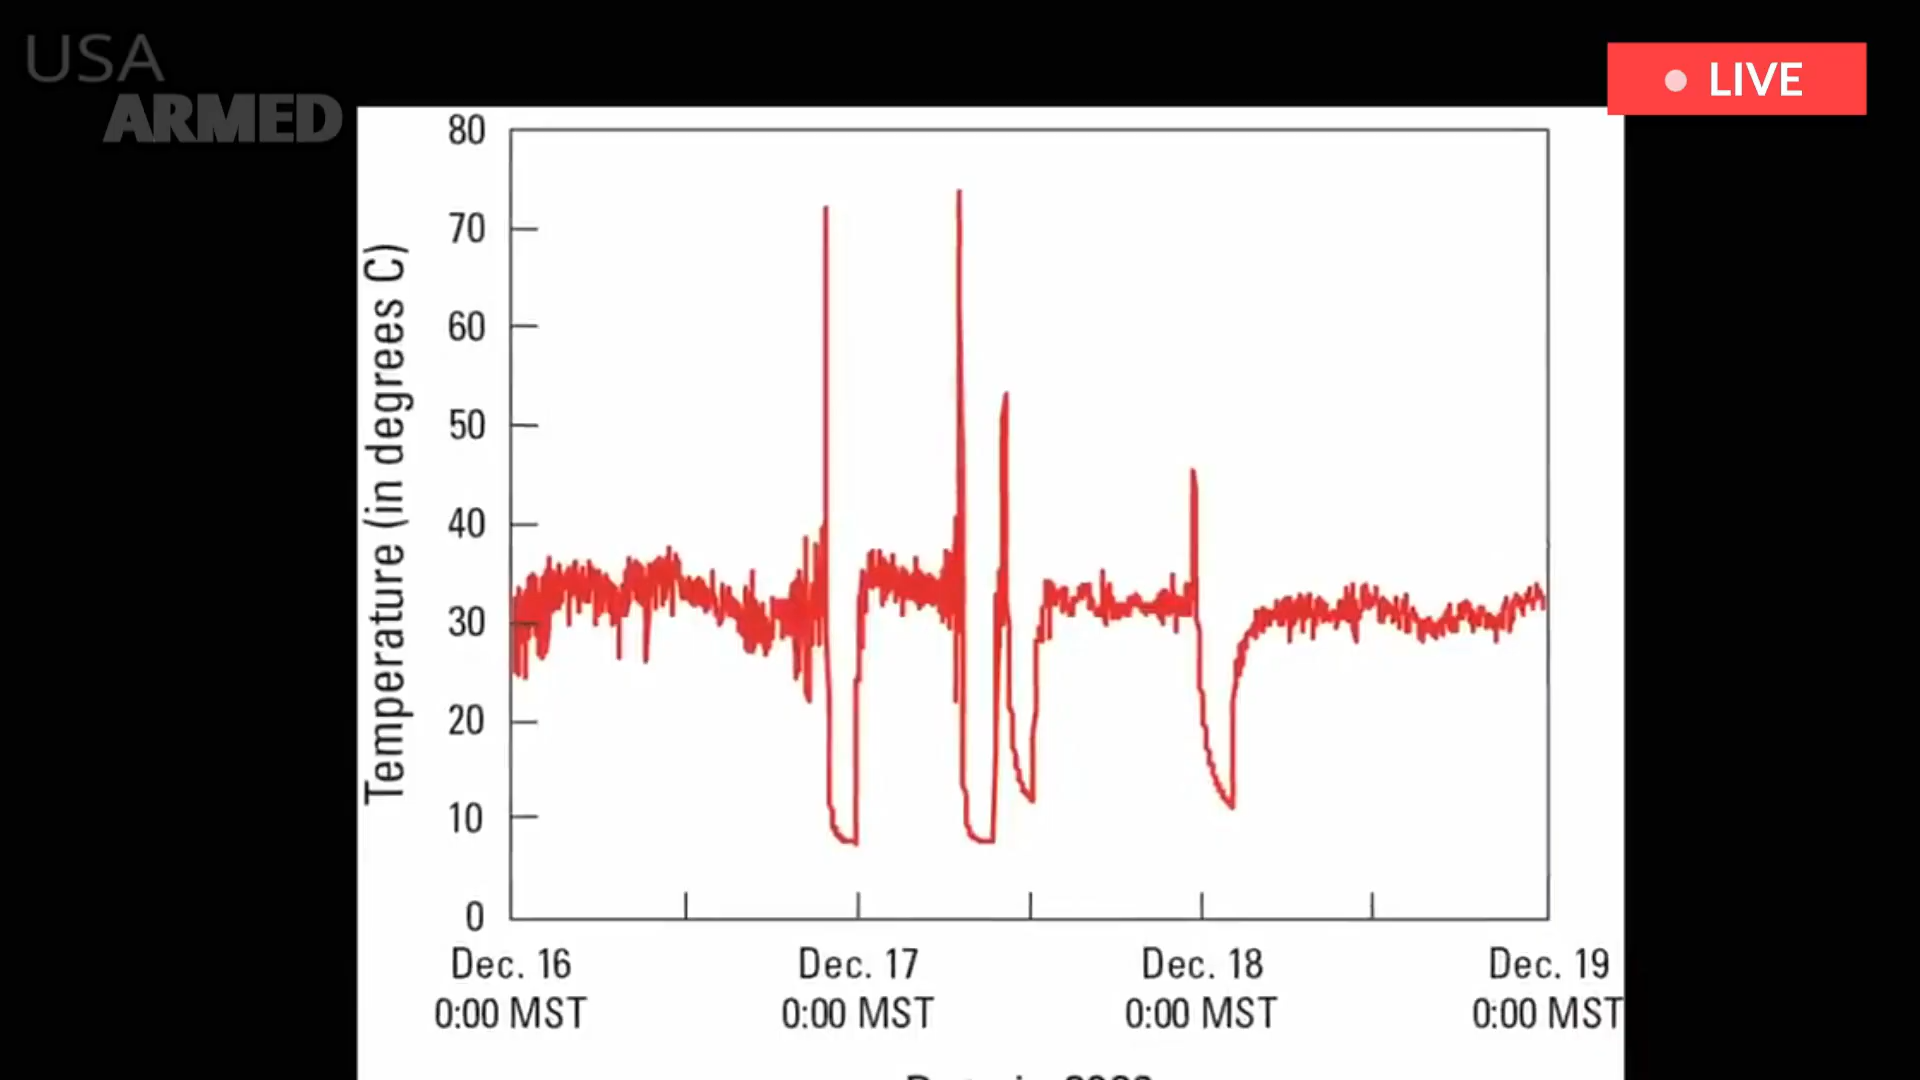 USA
ARMED
LIVE
80
70
60
50
40
30
20
10
0
Temperature (in degrees C)
Dec. 16
0:00 MST
Dec. 17
0:00 MST
Dec. 18
0:00 MST
Dec. 19
0:00 MST